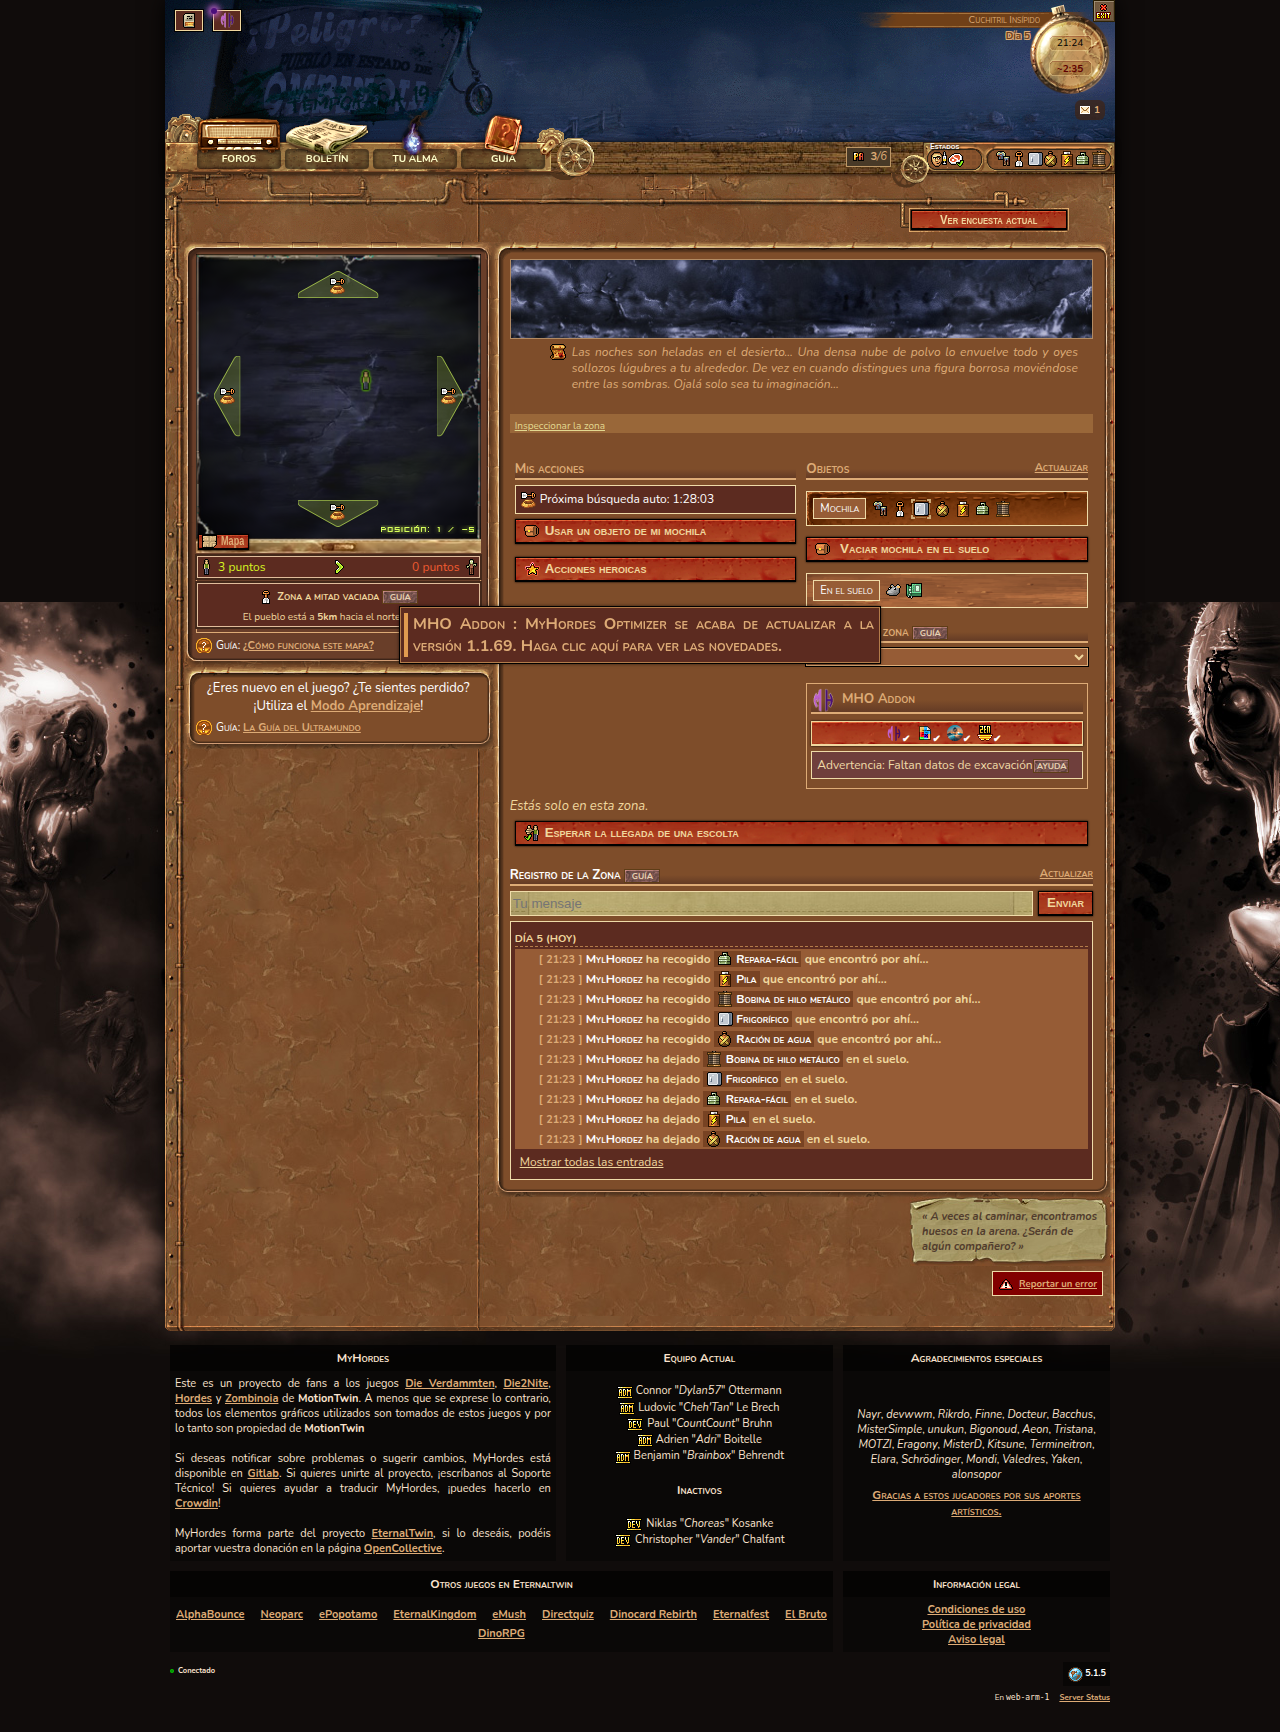 Cuchitril Insípido
Día 5
21:24
~2:35
1
EXIT
FOROS
BOLETÍN
TU ALMA
GUÍA
PA 3/6
Estados
Ver encuesta actual
Posición: 1 / -5
Mapa
3 puntos
0 puntos
Zona a mitad vaciada GUÍA
El pueblo está a 5km hacia el norte
Guía: ¿Cómo funciona este mapa?
¿Eres nuevo en el juego? ¿Te sientes perdido?
¡Utiliza el Modo Aprendizaje!
Guía: La Guía del Ultramundo
Las noches son heladas en el desierto... Una densa nube de polvo lo envuelve todo y oyes
sollozos lúgubres a tu alrededor. De vez en cuando distingues una figura borrosa moviéndose
entre las sombras. Ojalá solo sea tu imaginación...
Inspeccionar la zona
Mis acciones
Próxima búsqueda auto: 1:28:03
Usar un objeto de mi mochila
Acciones heroicas
Objetos
Actualizar
Mochila
Vaciar mochila en el suelo
En el suelo
zona GUÍA
MHO Addon : MyHordes Optimizer se acaba de actualizar a la
versión 1.1.69. Haga clic aquí para ver las novedades.
MHO Addon
Advertencia: Faltan datos de excavación AYUDA
Estás solo en esta zona.
Esperar la llegada de una escolta
Registro de la Zona GUÍA
Actualizar
Tu mensaje
Enviar
DÍA 5 (HOY)
[ 21:23 ] MylHordez ha recogido Repara-fácil que encontró por ahí...
[ 21:23 ] MylHordez ha recogido Pila que encontró por ahí...
[ 21:23 ] MylHordez ha recogido Bobina de hilo metálico que encontró por ahí...
[ 21:23 ] MylHordez ha recogido Frigorífico que encontró por ahí...
[ 21:23 ] MylHordez ha recogido Ración de agua que encontró por ahí...
[ 21:23 ] MylHordez ha dejado Bobina de hilo metálico en el suelo.
[ 21:23 ] MylHordez ha dejado Frigorífico en el suelo.
[ 21:23 ] MylHordez ha dejado Repara-fácil en el suelo.
[ 21:23 ] MylHordez ha dejado Pila en el suelo.
[ 21:23 ] MylHordez ha dejado Ración de agua en el suelo.
Mostrar todas las entradas
« A veces al caminar, encontramos
huesos en la arena. ¿Serán de
algún compañero? »
Reportar un error
MyHordes
Este es un proyecto de fans a los juegos Die Verdammten, Die2Nite,
Hordes y Zombinoia de MotionTwin. A menos que se exprese lo contrario,
todos los elementos gráficos utilizados son tomados de estos juegos y por
lo tanto son propiedad de MotionTwin
Si deseas notificar sobre problemas o sugerir cambios, MyHordes está
disponible en Gitlab. Si quieres unirte al proyecto, ¡escríbanos al Soporte
Técnico! Si quieres ayudar a traducir MyHordes, ¡puedes hacerlo en
Crowdin!
MyHordes forma parte del proyecto EternalTwin, si lo deseáis, podéis
aportar vuestra donación en la página OpenCollective.
Equipo Actual
ADM Connor "Dylan57" Ottermann
ADM Ludovic "Cheh'Tan" Le Brech
DEV Paul "CountCount" Bruhn
ADM Adrien "Adri" Boitelle
ADM Benjamin "Brainbox" Behrendt
Inactivos
DEV Niklas "Choreas" Kosanke
DEV Christopher "Vander" Chalfant
Agradecimientos especiales
Nayr, devwwm, Rikrdo, Finne, Docteur, Bacchus,
MisterSimple, unukun, Bigonoud, Aeon, Tristana,
MOTZI, Eragony, MisterD, Kitsune, Termineitron,
Elara, Schrödinger, Mondi, Valedres, Yaken,
alonsopor
Gracias a estos jugadores por sus aportes
artísticos.
Otros juegos en Eternaltwin
AlphaBounce Neoparc ePopotamo EternalKingdom eMush Directquiz Dinocard Rebirth Eternalfest El Bruto
DinoRPG
Información legal
Condiciones de uso
Política de privacidad
Aviso legal
Conectado
5.1.5
En web-arm-1 Server Status